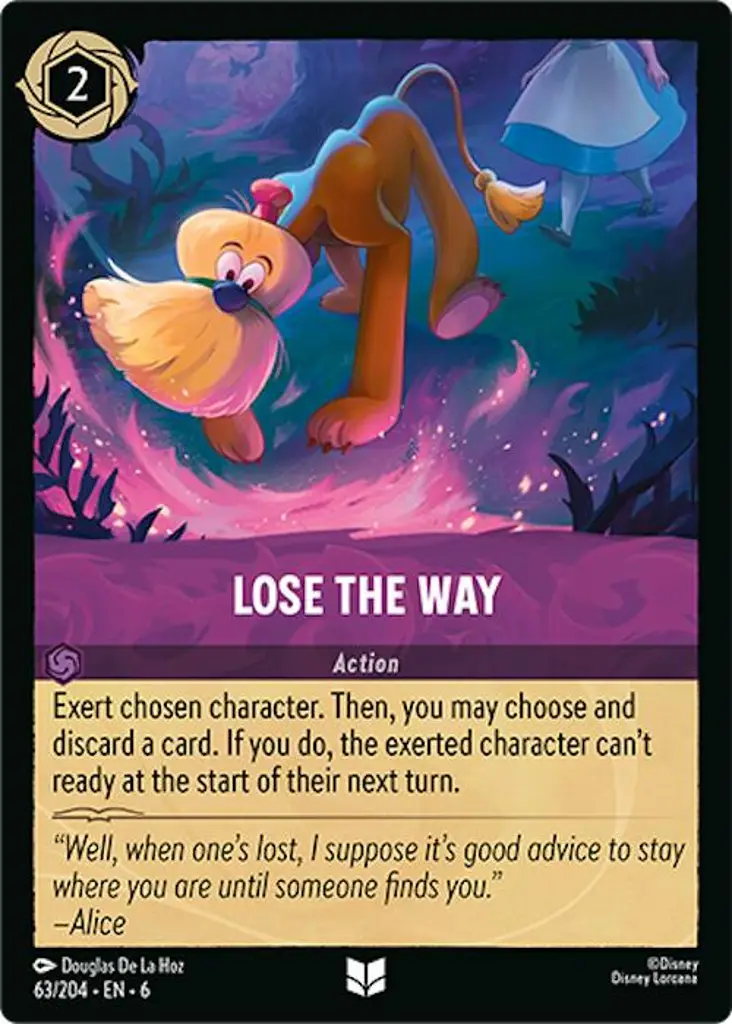 2
LOSE THE WAY
Action
Exert chosen character. Then, you may choose and
discard a card. If you do, the exerted character can't
ready at the start of their next turn.
“Well, when one's lost, I suppose it's good advice to stay
where you are until someone finds you.”
–Alice
Douglas De La Hoz
63/204 • EN • 6
©Disney
Disney Lorcana